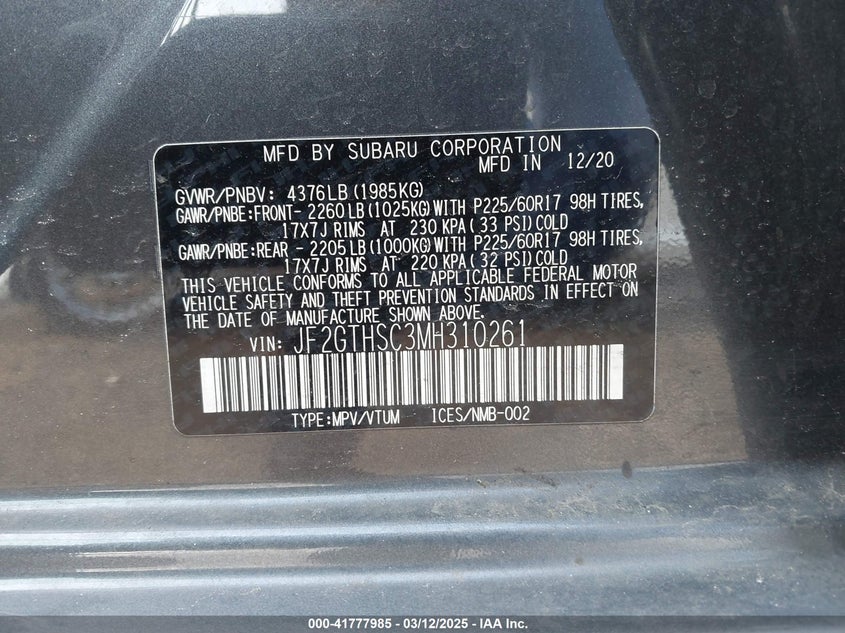 MFD BY SUBARU CORPORATION
MFD IN 12/20
GVWR/PNBV: 4376LB (1985KG)
GAWR/PNBE:FRONT- 2260LB (1025KG) WITH P225/60R17 98H TIRES,
17X7J RIMS AT 230 KPA (33 PSI) COLD
GAWR/PNBE:REAR - 2205LB (1000KG) WITH P225/60R17 98H TIRES,
17X7J RIMS AT 220 KPA (32 PSI) COLD
THIS VEHICLE CONFORMS TO ALL APPLICABLE FEDERAL MOTOR
VEHICLE SAFETY AND THEFT PREVENTION STANDARDS IN EFFECT ON
THE DATE OF MANUFACTURE SHOWN ABOVE.
VIN: JF2GTHSC3MH310261
TYPE:MPV/VTUM ICES/NMB-002
000-41777985 - 03/12/2025 - IAA Inc.